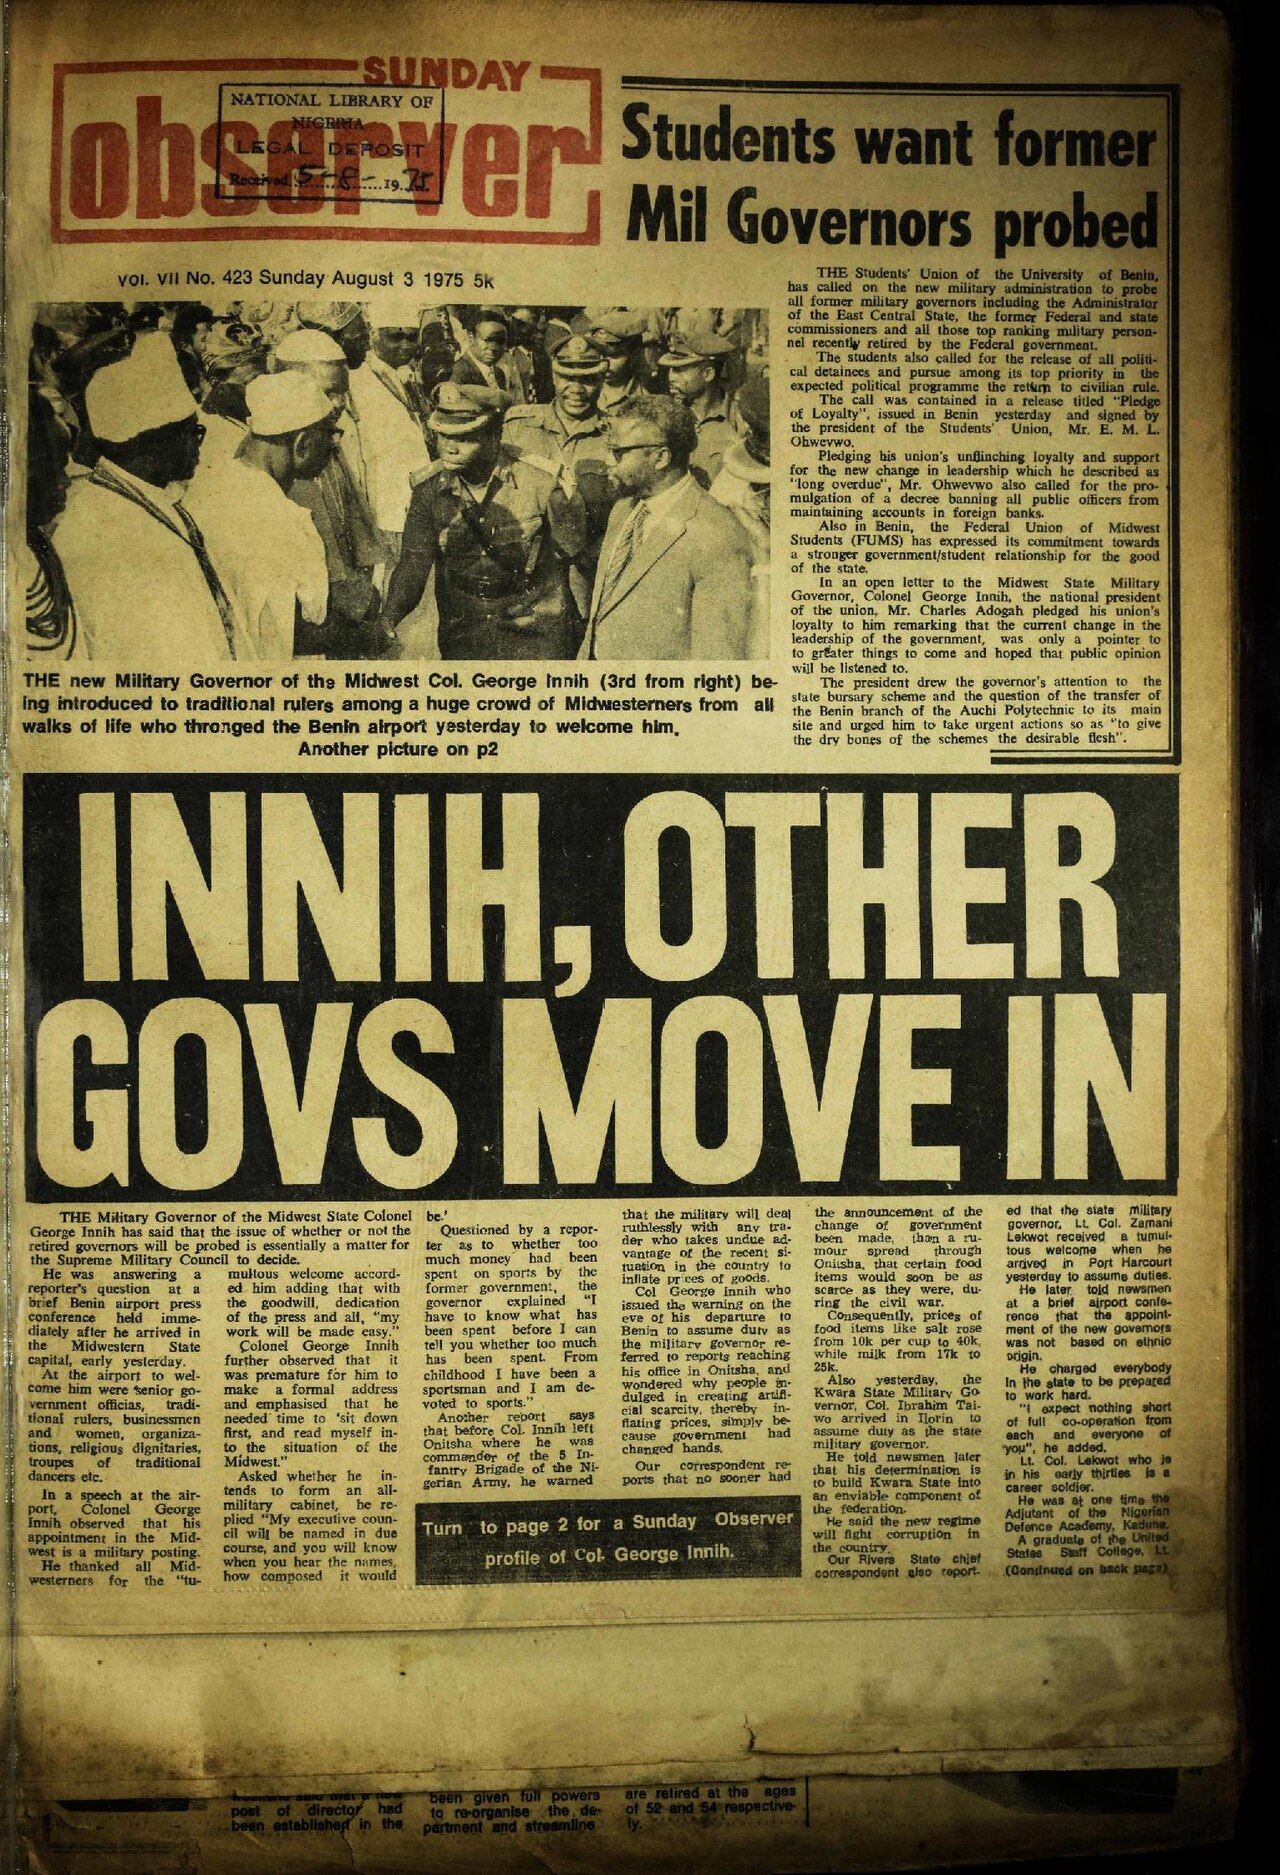 SUNDAY
observer
NATIONAL LIBRARY OF
NIGERIA
LEGAL DEPOSIT
Received 5-8- 1975
VOL. VII No. 423 Sunday August 3 1975 5k
Students want former
Mil Governors probed
THE Students' Union of the University of Benin,
has called on the new military administration to probe
all former military governors including the Administrator
of the East Central State, the former Federal and state
commissioners and all those top ranking military person-
nel recently retired by the Federal government.
The students also called for the release of all politi-
cal detainees and pursue among its top priority in the
expected political programme the return to civilian rule.
The call was contained in a release titled "Pledge
of Loyalty", issued in Benin yesterday and signed by
the president of the Students' Union, Mr. E. M. L.
Ohwevwo.
Pledging his union's unflinching loyalty and support
for the new change in leadership which he described as
"long overdue", Mr. Ohwevwo also called for the pro-
mulgation of a decree banning all public officers from
maintaining accounts in foreign banks.
Also in Benin, the Federal Union of Midwest
Students (FUMS) has expressed its commitment towards
a stronger government/student relationship for the good
of the state.
In an open letter to the Midwest State Military
Governor, Colonel George Innih, the national president
of the union, Mr. Charles Adogah pledged his union's
loyalty to him remarking that the current change in the
leadership of the government, was only a pointer to
to greater things to come and hoped that public opinion
will be listened to.
The president drew the governor's attention to the
state bursary scheme and the question of the transfer of
the Benin branch of the Auchi Polytechnic to its main
site and urged him to take urgent actions so as "to give
the dry bones of the schemes the desirable flesh".
THE new Military Governor of the Midwest Col. George Innih (3rd from right) be-
ing introduced to traditional rulers among a huge crowd of Midwesterners from all
walks of life who thronged the Benin airport yesterday to welcome him.
Another picture on p2
INNIH, OTHER
GOVS MOVE IN
THE Military Governor of the Midwest State Colonel
George Innih has said that the issue of whether or not the
retired governors will be probed is essentially a matter for
the Supreme Military Council to decide.
He was answering a
reporter's question at a
brief Benin airport press
conference held imme-
diately after he arrived in
the Midwestern State
capital, early yesterday.
At the airport to wel-
come him were senior go-
vernment officias, tradi-
tional rulers, businessmen
and women, organiza-
tions, religious dignitaries,
troupes of traditional
dancers etc.
In a speech at the air-
port, Colonel George
Innih observed that his
appointment in the Mid-
west is a military posting.
He thanked all Mid-
westerners for the "tu-
multous welcome accord-
ed him adding that with
the goodwill, dedication
of the press and all, "my
work will be made easy."
Colonel George Innih
further observed that it
was premature for him to
make a formal address
and emphasised that he
needed time to 'sit down
first, and read myself in-
to the situation of the
Midwest."
Asked whether he in-
tends to form an all-
military cabinet, he re-
plied "My executive coun-
cil will be named in due
course, and you will know
when you hear the names,
how composed it would
be.'
Questioned by a repor-
ter as to whether too
much money had been
spent on sports by the
former government, the
governor explained "I
have to know what has
been spent before I can
tell you whether too much
has been spent. From
childhood I have been a
sportsman and I am de-
voted to sports."
Another report says
that before Col. Innih left
Onitsha where he was
commander of the 5 In-
fantry Brigade of the Ni-
gerian Army, he warned
that the military will deal
ruthlessly with any tra-
der who takes undue ad-
vantage of the recent si-
tuation in the country to
inflate prices of goods.
Col George Innih who
issued the warning on the
eve of his departure to
Benin to assume duty as
the military governor re-
ferred to reports reaching
his office in Onitsha, and
wondered why people in-
dulged in creating artifi-
cial scarcity, thereby in-
flating prices, simply be-
cause government had
changed hands.
Our correspondent re-
ports that no sooner had
Turn to page 2 for a Sunday Observer
profile of Col. George Innih.
the announcement of the
change of government
been made, than a ru-
mour spread through
Onitsha, that certain food
items would soon be as
scarce as they were, du-
ring the civil war.
Consequently, prices of
food items like salt rose
from 10k per cup to 40k,
while milk from 17k to
25k.
Also yesterday, the
Kwara State Military Go
vernor, Col. Ibrahim Tai-
wo arrived in Ilorin to
assume duty as the state
military governor.
He told newsmen later
that his determination is
to build Kwara State into
an enviable component of
the federation.
He said the new regime
will fight corruption in
the country.
Our Rivers State chief
correspondent also report-
ed that the state military
governor, Lt. Col. Zamani
Lekwot received a tumul-
tous welcome when he
arrived in Port Harcourt
yesterday to assume duties.
He later told newsmen
at a brief airport confe-
rence that the appoint-
ment of the new governors
was not based on ethnic
origin.
He charged everybody
in the state to be prepared
to work hard.
"I expect nothing short
of full co-operation from
each and everyone of
you", he added.
Lt. Col. Lekwot who is
in his early thirties is a
career soldier.
He was at one time the
Adjutant of the Nigerian
Defence Academy, Kaduna.
A graduate of the United
States Staff College, Lt.
(Continued on back page)
post of director had
been established in the
been given full powers
to re-organise the de-
partment and streamline
are retired at the ages
of 52 and 54 respective-
ly.